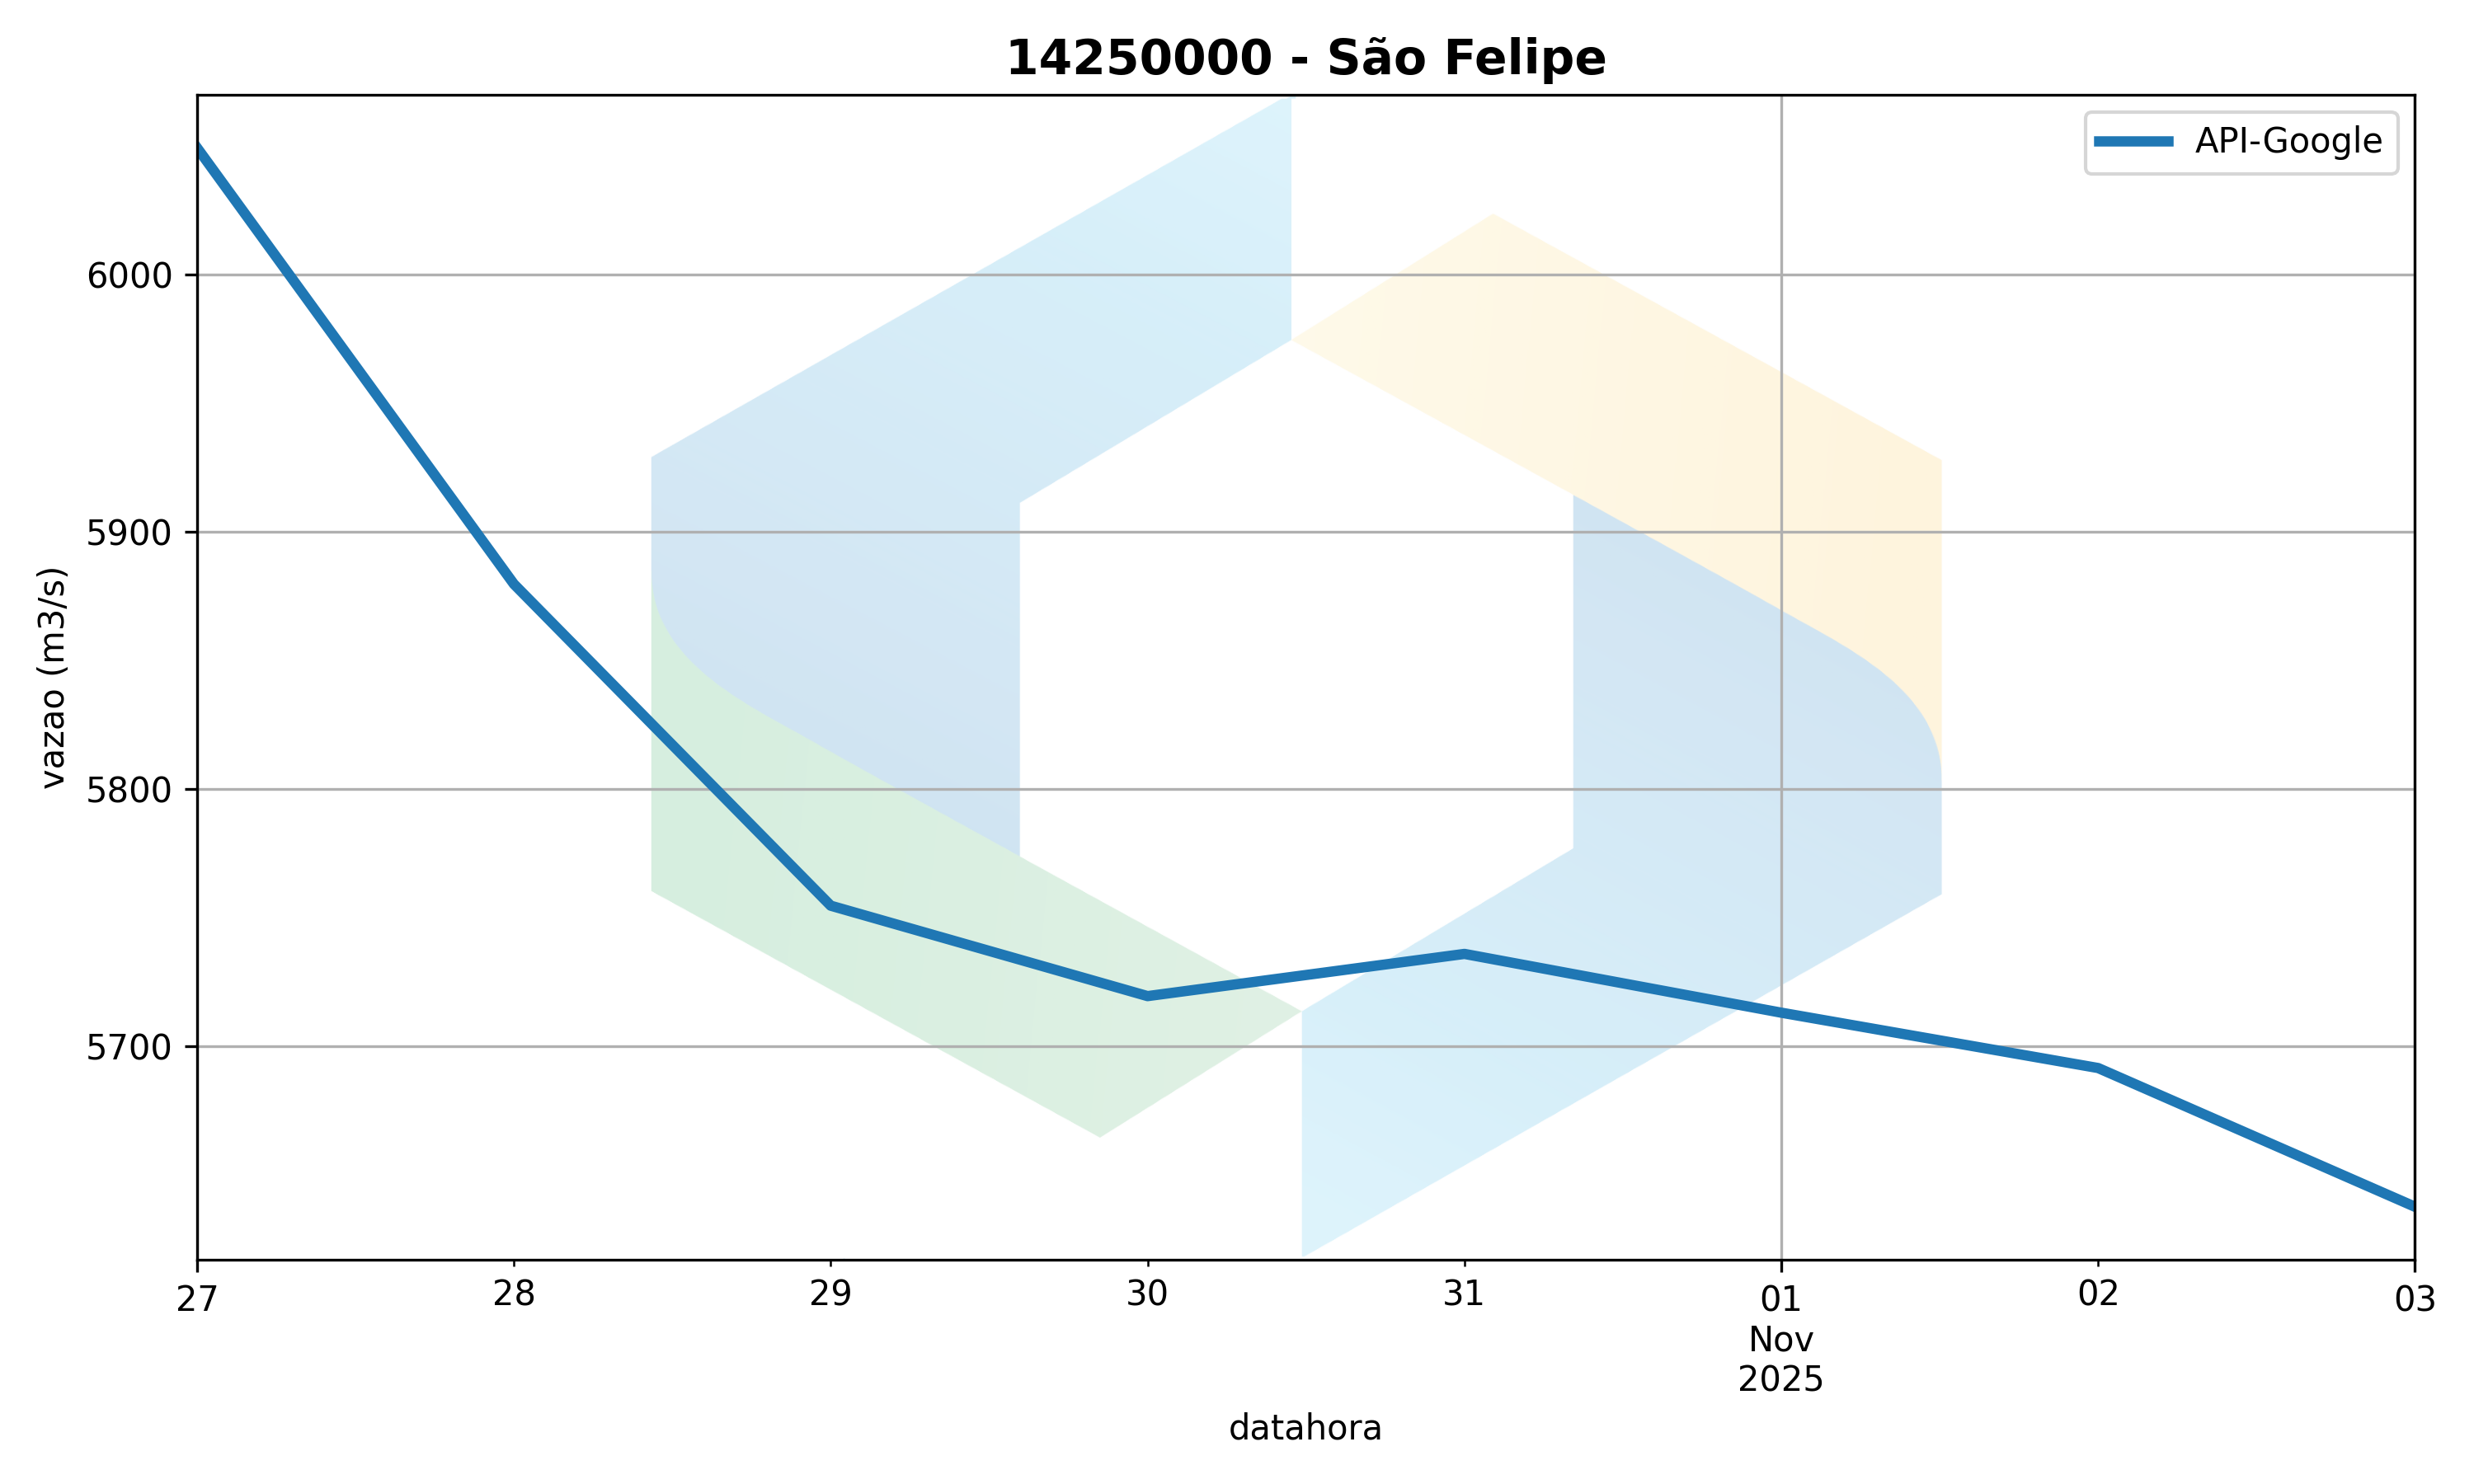 14250000 - São Felipe
API-Google
vazao (m3/s)
6000
5900
5800
5700
27 28 29 30 31 01 02 03
Nov
2025
datahora